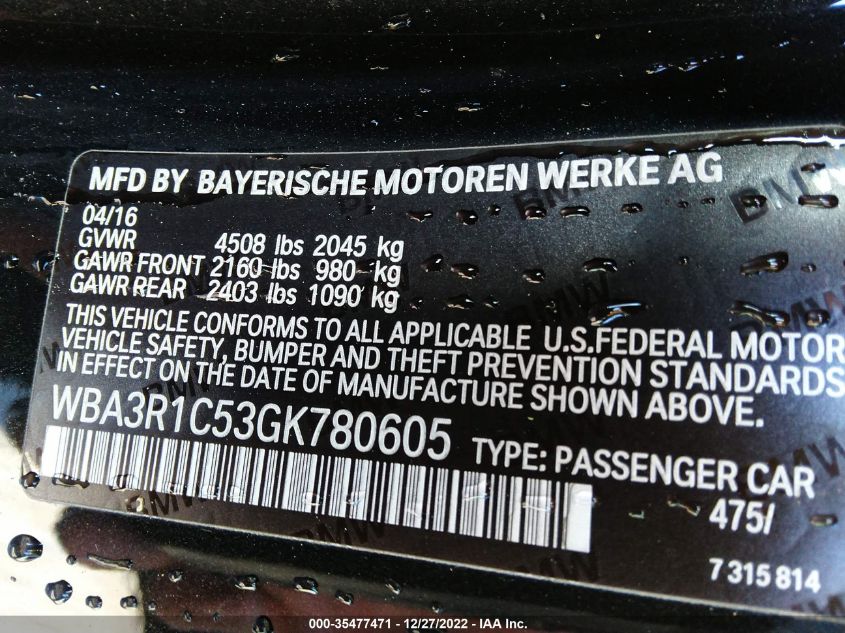 MFD BY BAYERISCHE MOTOREN WERKE AG
04/16
GVWR 4508 lbs 2045 kg
GAWR FRONT 2160 lbs 980 kg
GAWR REAR 2403 lbs 1090 kg
THIS VEHICLE CONFORMS TO ALL APPLICABLE U.S.FEDERAL MOTOR
VEHICLE SAFETY, BUMPER AND THEFT PREVENTION STANDARDS
IN EFFECT ON THE DATE OF MANUFACTURE SHOWN ABOVE.
WBA3R1C53GK780605 TYPE: PASSENGER CAR
475/
7 315 814
000-35477471 - 12/27/2022 - IAA Inc.